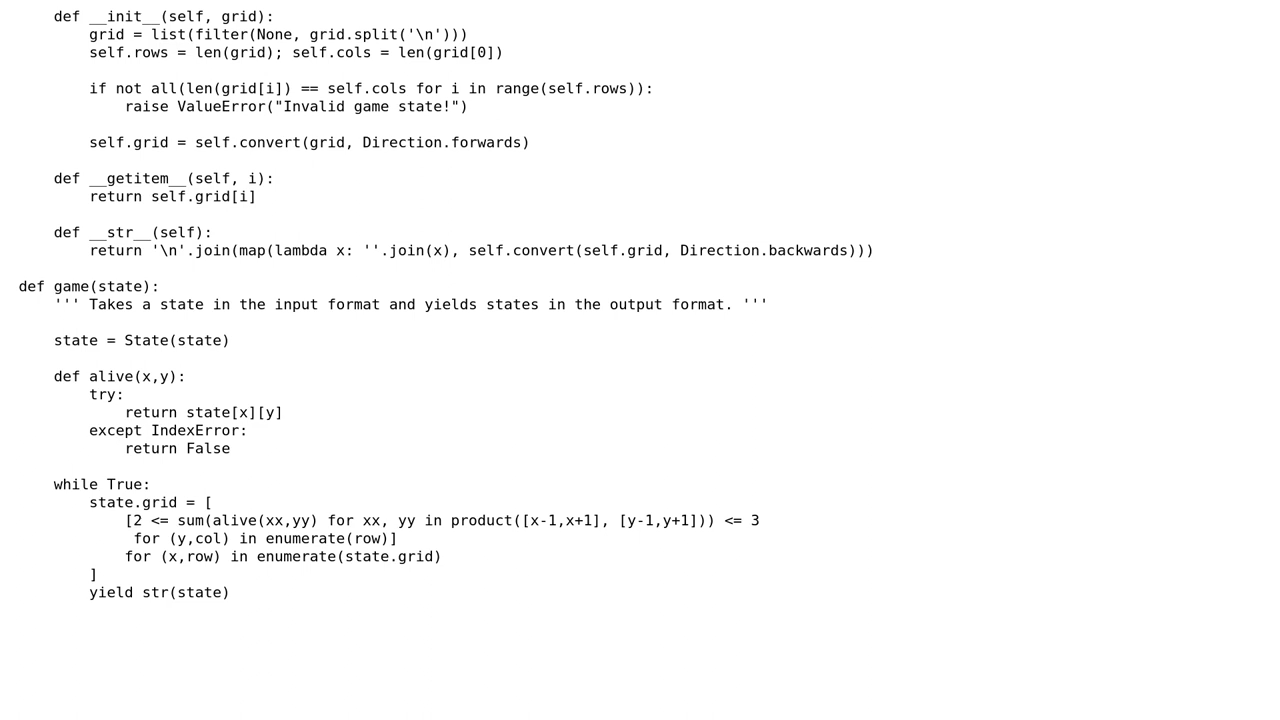 def __init__(self, grid):
        grid = list(filter(None, grid.split('\n')))
        self.rows = len(grid); self.cols = len(grid[0])

        if not all(len(grid[i]) == self.cols for i in range(self.rows)):
            raise ValueError("Invalid game state!")

        self.grid = self.convert(grid, Direction.forwards)

    def __getitem__(self, i):
        return self.grid[i]

    def __str__(self):
        return '\n'.join(map(lambda x: ''.join(x), self.convert(self.grid, Direction.backwards)))

def game(state):
    ''' Takes a state in the input format and yields states in the output format. '''

    state = State(state)

    def alive(x,y):
        try:
            return state[x][y]
        except IndexError:
            return False

    while True:
        state.grid = [
            [2 <= sum(alive(xx,yy) for xx, yy in product([x-1,x+1], [y-1,y+1])) <= 3
             for (y,col) in enumerate(row)]
            for (x,row) in enumerate(state.grid)
        ]
        yield str(state)